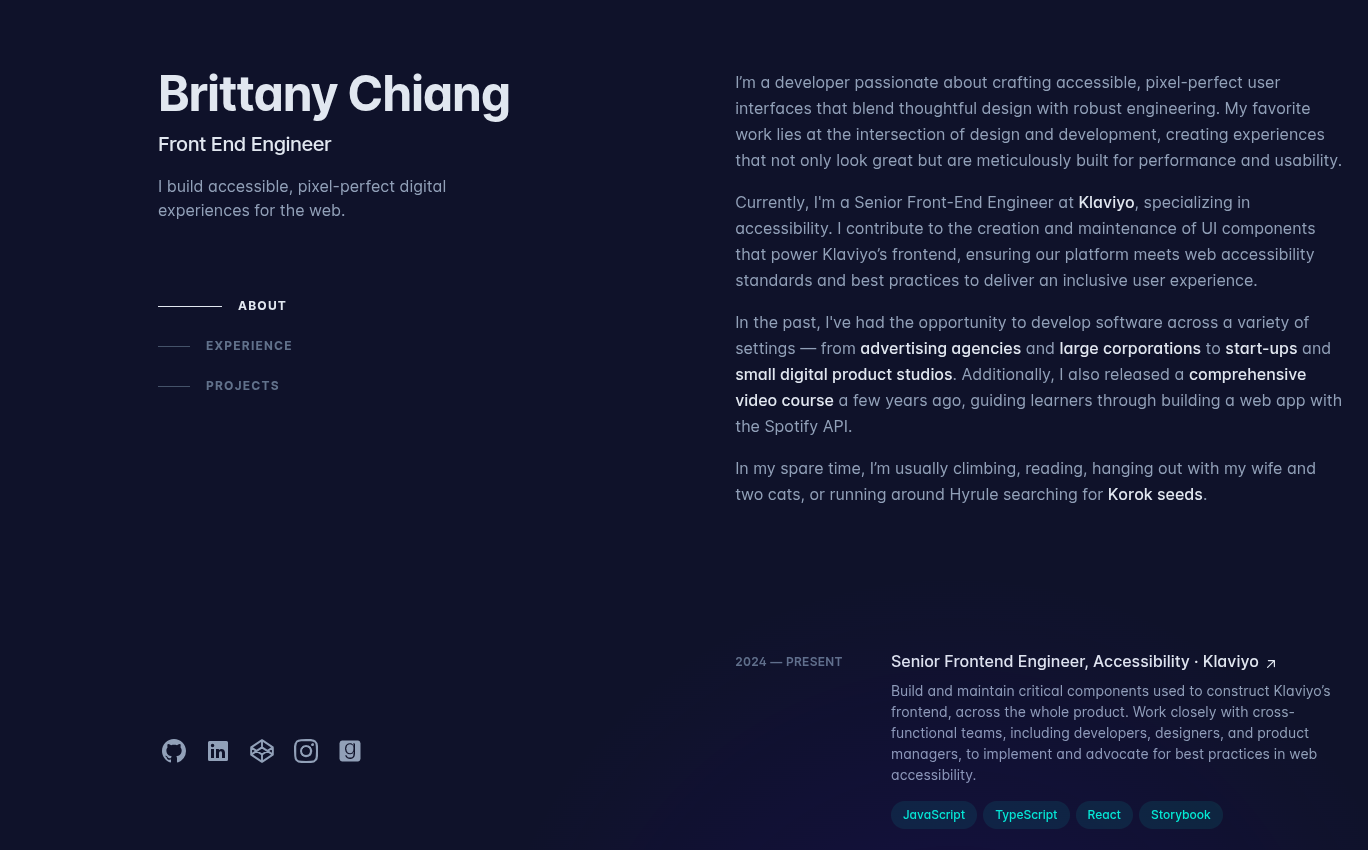 Brittany Chiang
Front End Engineer
I build accessible, pixel-perfect digital
experiences for the web.
ABOUT
EXPERIENCE
PROJECTS
I’m a developer passionate about crafting accessible, pixel-perfect user
interfaces that blend thoughtful design with robust engineering. My favorite
work lies at the intersection of design and development, creating experiences
that not only look great but are meticulously built for performance and usability.
Currently, I'm a Senior Front-End Engineer at Klaviyo, specializing in
accessibility. I contribute to the creation and maintenance of UI components
that power Klaviyo’s frontend, ensuring our platform meets web accessibility
standards and best practices to deliver an inclusive user experience.
In the past, I've had the opportunity to develop software across a variety of
settings — from advertising agencies and large corporations to start-ups and
small digital product studios. Additionally, I also released a comprehensive
video course a few years ago, guiding learners through building a web app with
the Spotify API.
In my spare time, I’m usually climbing, reading, hanging out with my wife and
two cats, or running around Hyrule searching for Korok seeds.
2024 — PRESENT
Senior Frontend Engineer, Accessibility · Klaviyo
Build and maintain critical components used to construct Klaviyo’s
frontend, across the whole product. Work closely with cross-
functional teams, including developers, designers, and product
managers, to implement and advocate for best practices in web
accessibility.
JavaScript TypeScript React Storybook